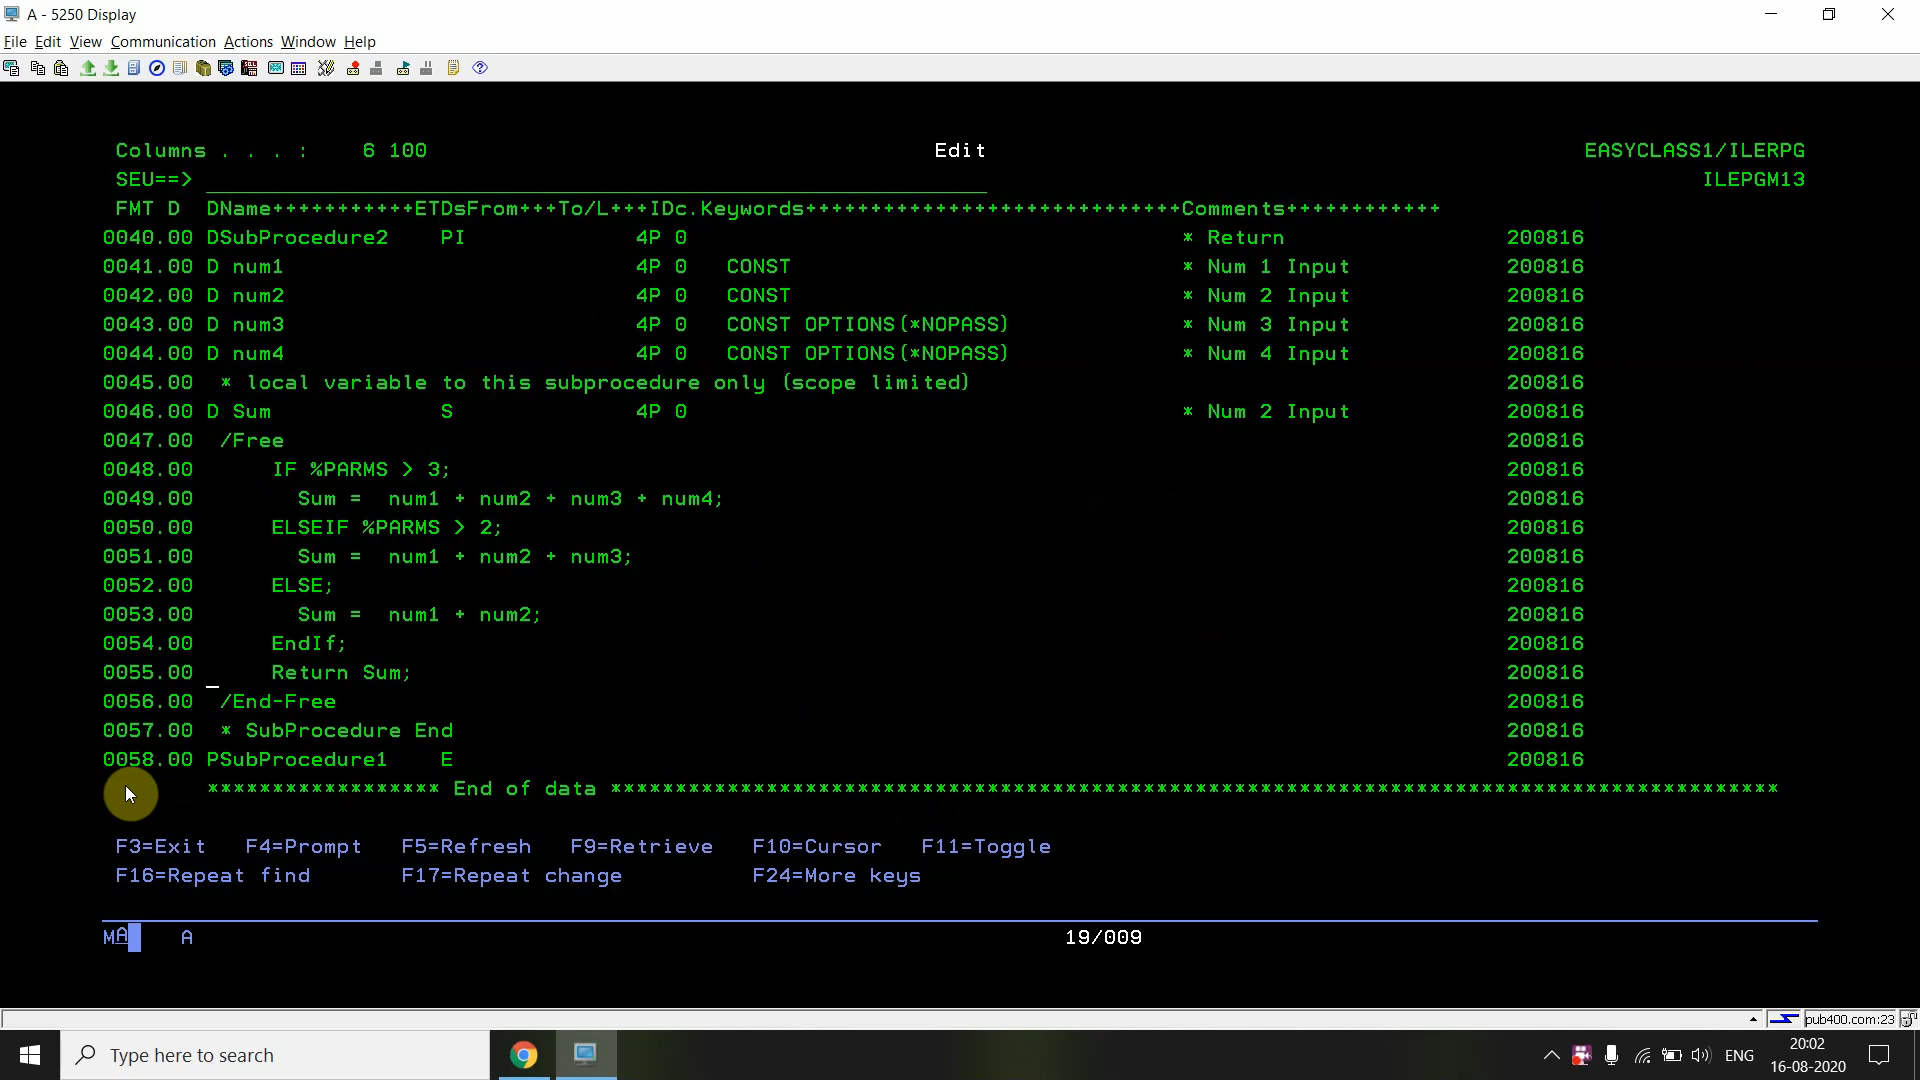 A - 5250 Display
File Edit View Communication Actions Window Help
Columns . . . :    6 100    Edit    EASYCLASS1/ILERPG
SEU==>    ILEPGM13
FMT D  DName+++++++++++ETDsFrom+++To/L+++IDc.Keywords+++++++++++++++++++++++++++++Comments++++++++++++
0040.00 DSubProcedure2    PI             4P 0    * Return    200816
0041.00 D num1    4P 0   CONST    * Num 1 Input    200816
0042.00 D num2    4P 0   CONST    * Num 2 Input    200816
0043.00 D num3    4P 0   CONST OPTIONS(*NOPASS)    * Num 3 Input    200816
0044.00 D num4    4P 0   CONST OPTIONS(*NOPASS)    * Num 4 Input    200816
0045.00  * local variable to this subprocedure only (scope limited)    200816
0046.00 D Sum    S    4P 0    * Num 2 Input    200816
0047.00  /Free    200816
0048.00      IF %PARMS > 3;    200816
0049.00        Sum =  num1 + num2 + num3 + num4;    200816
0050.00      ELSEIF %PARMS > 2;    200816
0051.00        Sum =  num1 + num2 + num3;    200816
0052.00      ELSE;    200816
0053.00        Sum =  num1 + num2;    200816
0054.00      EndIf;    200816
0055.00      Return Sum;    200816
0056.00  /End-Free    200816
0057.00  * SubProcedure End    200816
0058.00 PSubProcedure1    E    200816
****************** End of data ******************************************************************************************
F3=Exit   F4=Prompt   F5=Refresh   F9=Retrieve   F10=Cursor   F11=Toggle
F16=Repeat find   F17=Repeat change   F24=More keys
MA    A    19/009
pub400.com:23
Type here to search    ENG    20:02
16-08-2020